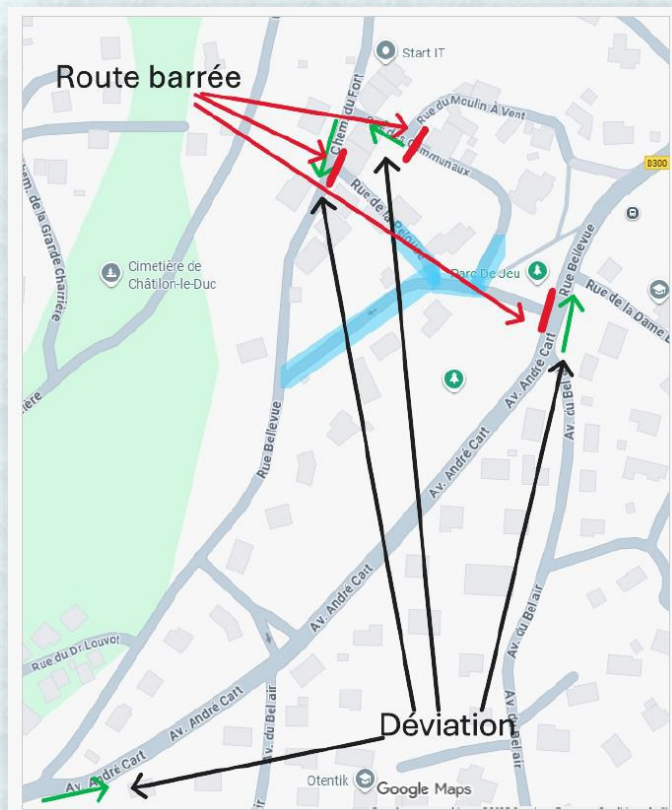 Start IT
Route barrée
Rue du Moulin À Vent
Chem. du Fort
Rue des Communaux
D300
Chem. de la Grande Charrière
Rue de la Pelouse
Cimetière de
Châtillon-le-Duc
Parc De Jeu
Rue Bellevue
Rue de la Dame B
Av. André Cart
Av. du Bel air
Rue Bellevue
Av. André Cart
ière
Av. André Cart
Av. du Bel air
Rue du Dr Louvot
Av. André Cart
Av. du Bel air
Av. du Bel air
Déviation
Av. André Cart
Otentik
Google Maps